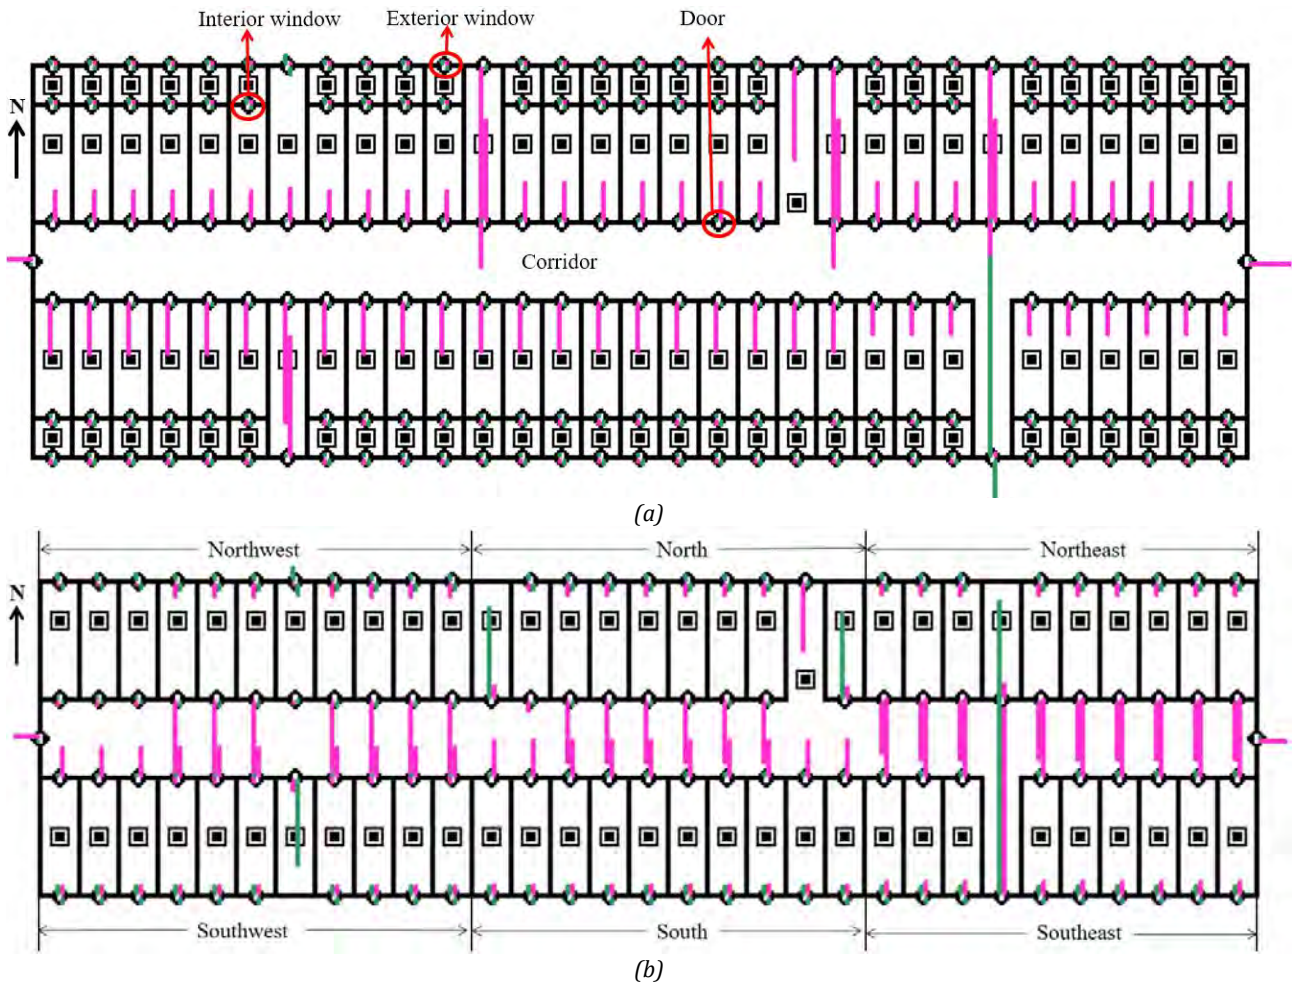 Interior window Exterior window Door
N
Corridor
(a)
Northwest North Northeast
N
Southwest South Southeast
(b)